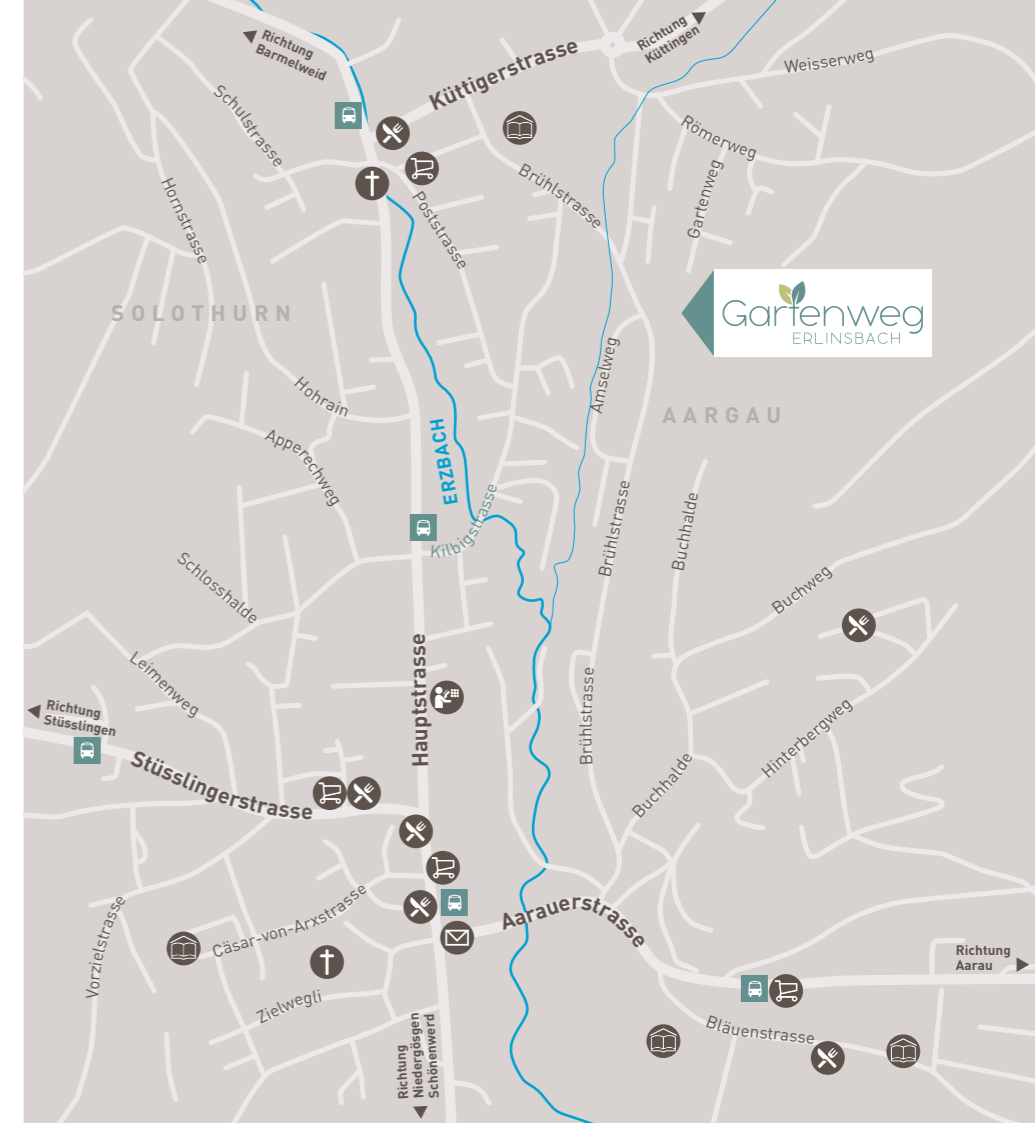 Richtung
Barmelweid
Küttigerstrasse
Richtung
Küttingen
Weisserweg
Schulstrasse
Römerweg
Hornstrasse
Poststrasse
Brühlstrasse
Gartenweg
SOLOTHURN
Gartenweg
ERLINSBACH
Hohrain
Amselweg
AARGAU
Apperechweg
ERZBACH
Kilbigstrasse
Brühlstrasse
Buchhalde
Schlosshalde
Buchweg
Leimenweg
Hauptstrasse
Brühlstrasse
Richtung
Stüsslingen
Stüsslingerstrasse
Buchhalde
Hinterbergweg
Vorzielstrasse
Cäsar-von-Arxstrasse
Aarauerstrasse
Richtung
Aarau
Zielwegli
Bläuenstrasse
Richtung
Niedergösgen
Schönenwerd